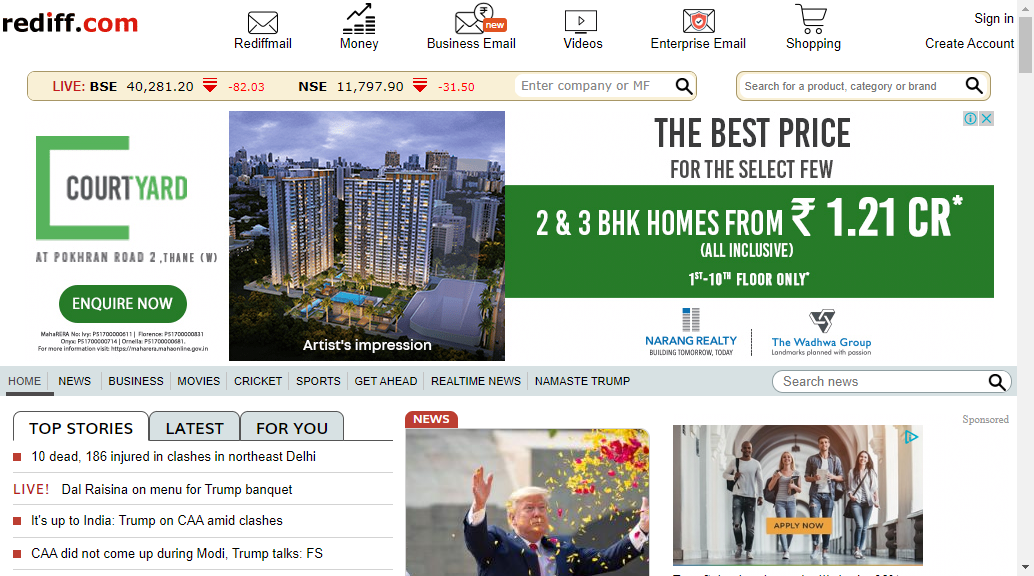 rediff.com
Rediffmail
Money
new
Business Email
Videos
Enterprise Email
Shopping
Sign in
Create Account
LIVE: BSE 40,281.20 -82.03 NSE 11,797.90 -31.50
Enter company or MF
Search for a product, category or brand
COURTYARD
AT POKHRAN ROAD 2, THANE (W)
ENQUIRE NOW
MahaRERA No: Ivy: P51700000611 | Florence: P51700000831
Onyx: P51700000714 | Ornella: P51700000681.
For more information visit: https://maharera.mahaonline.gov.in
Artist's impression
THE BEST PRICE
FOR THE SELECT FEW
2 & 3 BHK HOMES FROM ₹ 1.21 CR*
(ALL INCLUSIVE)
1ST-10TH FLOOR ONLY*
NARANG REALTY
BUILDING TOMORROW, TODAY
The Wadhwa Group
Landmarks planned with passion
HOME NEWS BUSINESS MOVIES CRICKET SPORTS GET AHEAD REALTIME NEWS NAMASTE TRUMP
Search news
TOP STORIES LATEST FOR YOU
10 dead, 186 injured in clashes in northeast Delhi
LIVE! Dal Raisina on menu for Trump banquet
It's up to India: Trump on CAA amid clashes
CAA did not come up during Modi, Trump talks: FS
NEWS
Sponsored
APPLY NOW